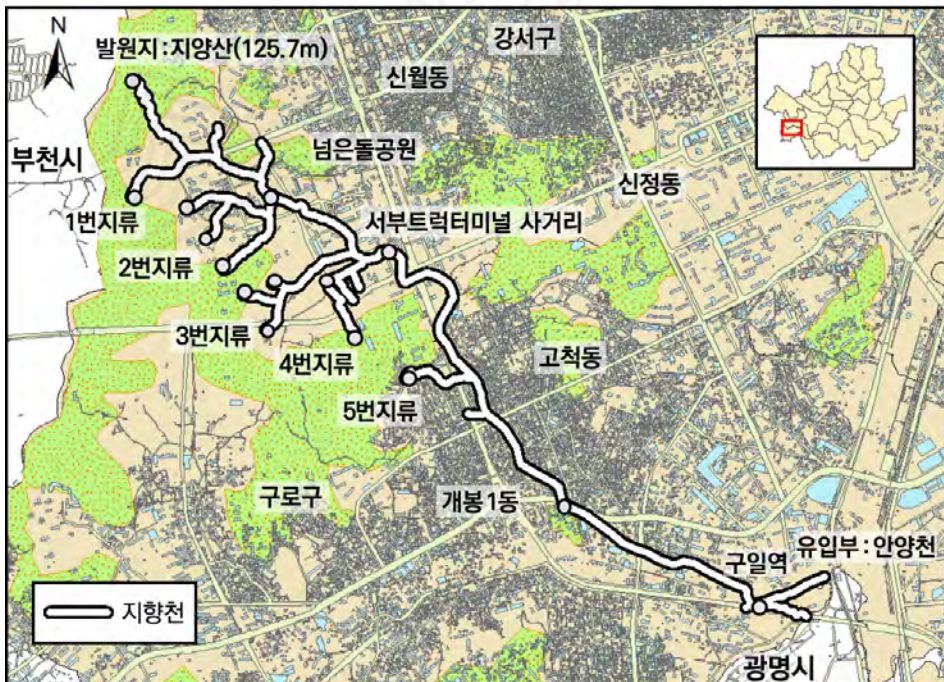 N
발원지:지양산(125.7m)
강서구
신월동
부천시
넘은돌공원
신정동
1번지류
서부트럭터미널 사거리
2번지류
3번지류
4번지류
고척동
5번지류
구로구
개봉1동
구일역
유입부:안양천
지향천
광명시